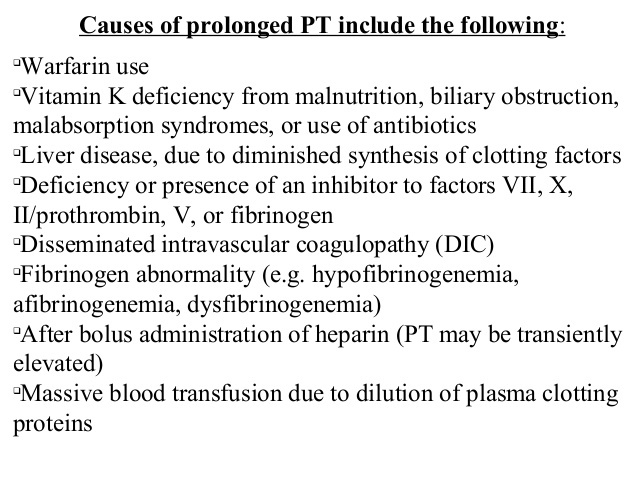 Causes of prolonged PT include the following:
❑Warfarin use
❑Vitamin K deficiency from malnutrition, biliary obstruction,
malabsorption syndromes, or use of antibiotics
❑Liver disease, due to diminished synthesis of clotting factors
❑Deficiency or presence of an inhibitor to factors VII, X,
II/prothrombin, V, or fibrinogen
❑Disseminated intravascular coagulopathy (DIC)
❑Fibrinogen abnormality (e.g. hypofibrinogenemia,
afibrinogenemia, dysfibrinogenemia)
❑After bolus administration of heparin (PT may be transiently
elevated)
❑Massive blood transfusion due to dilution of plasma clotting
proteins